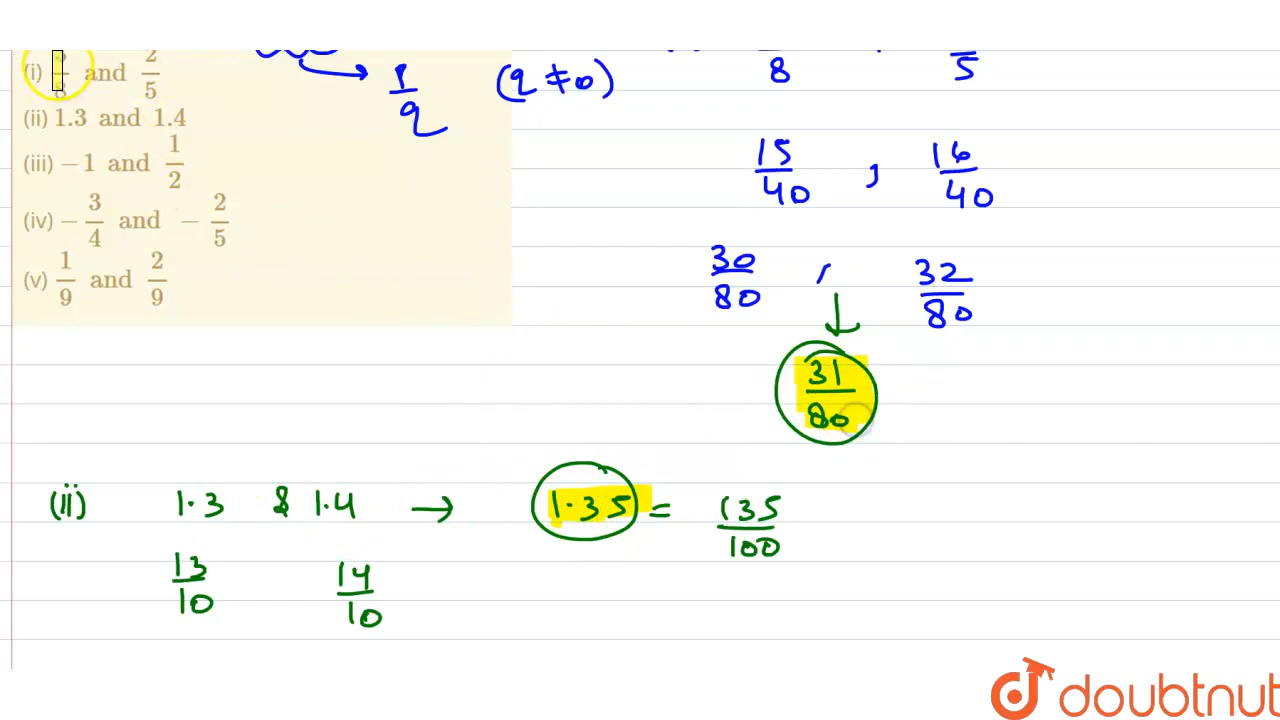 (i) 3/8 and 2/5
(ii) 1.3 and 1.4
(iii) −1 and 1/2
(iv) −3/4 and −2/5
(v) 1/9 and 2/9
p/q (q ≠ 0)
8 5
15/40 , 16/40
30/80 , 32/80
31/80
(ii) 1.3 & 1.4 → 1.35 = 135/100
13/10 14/10
doubtnut